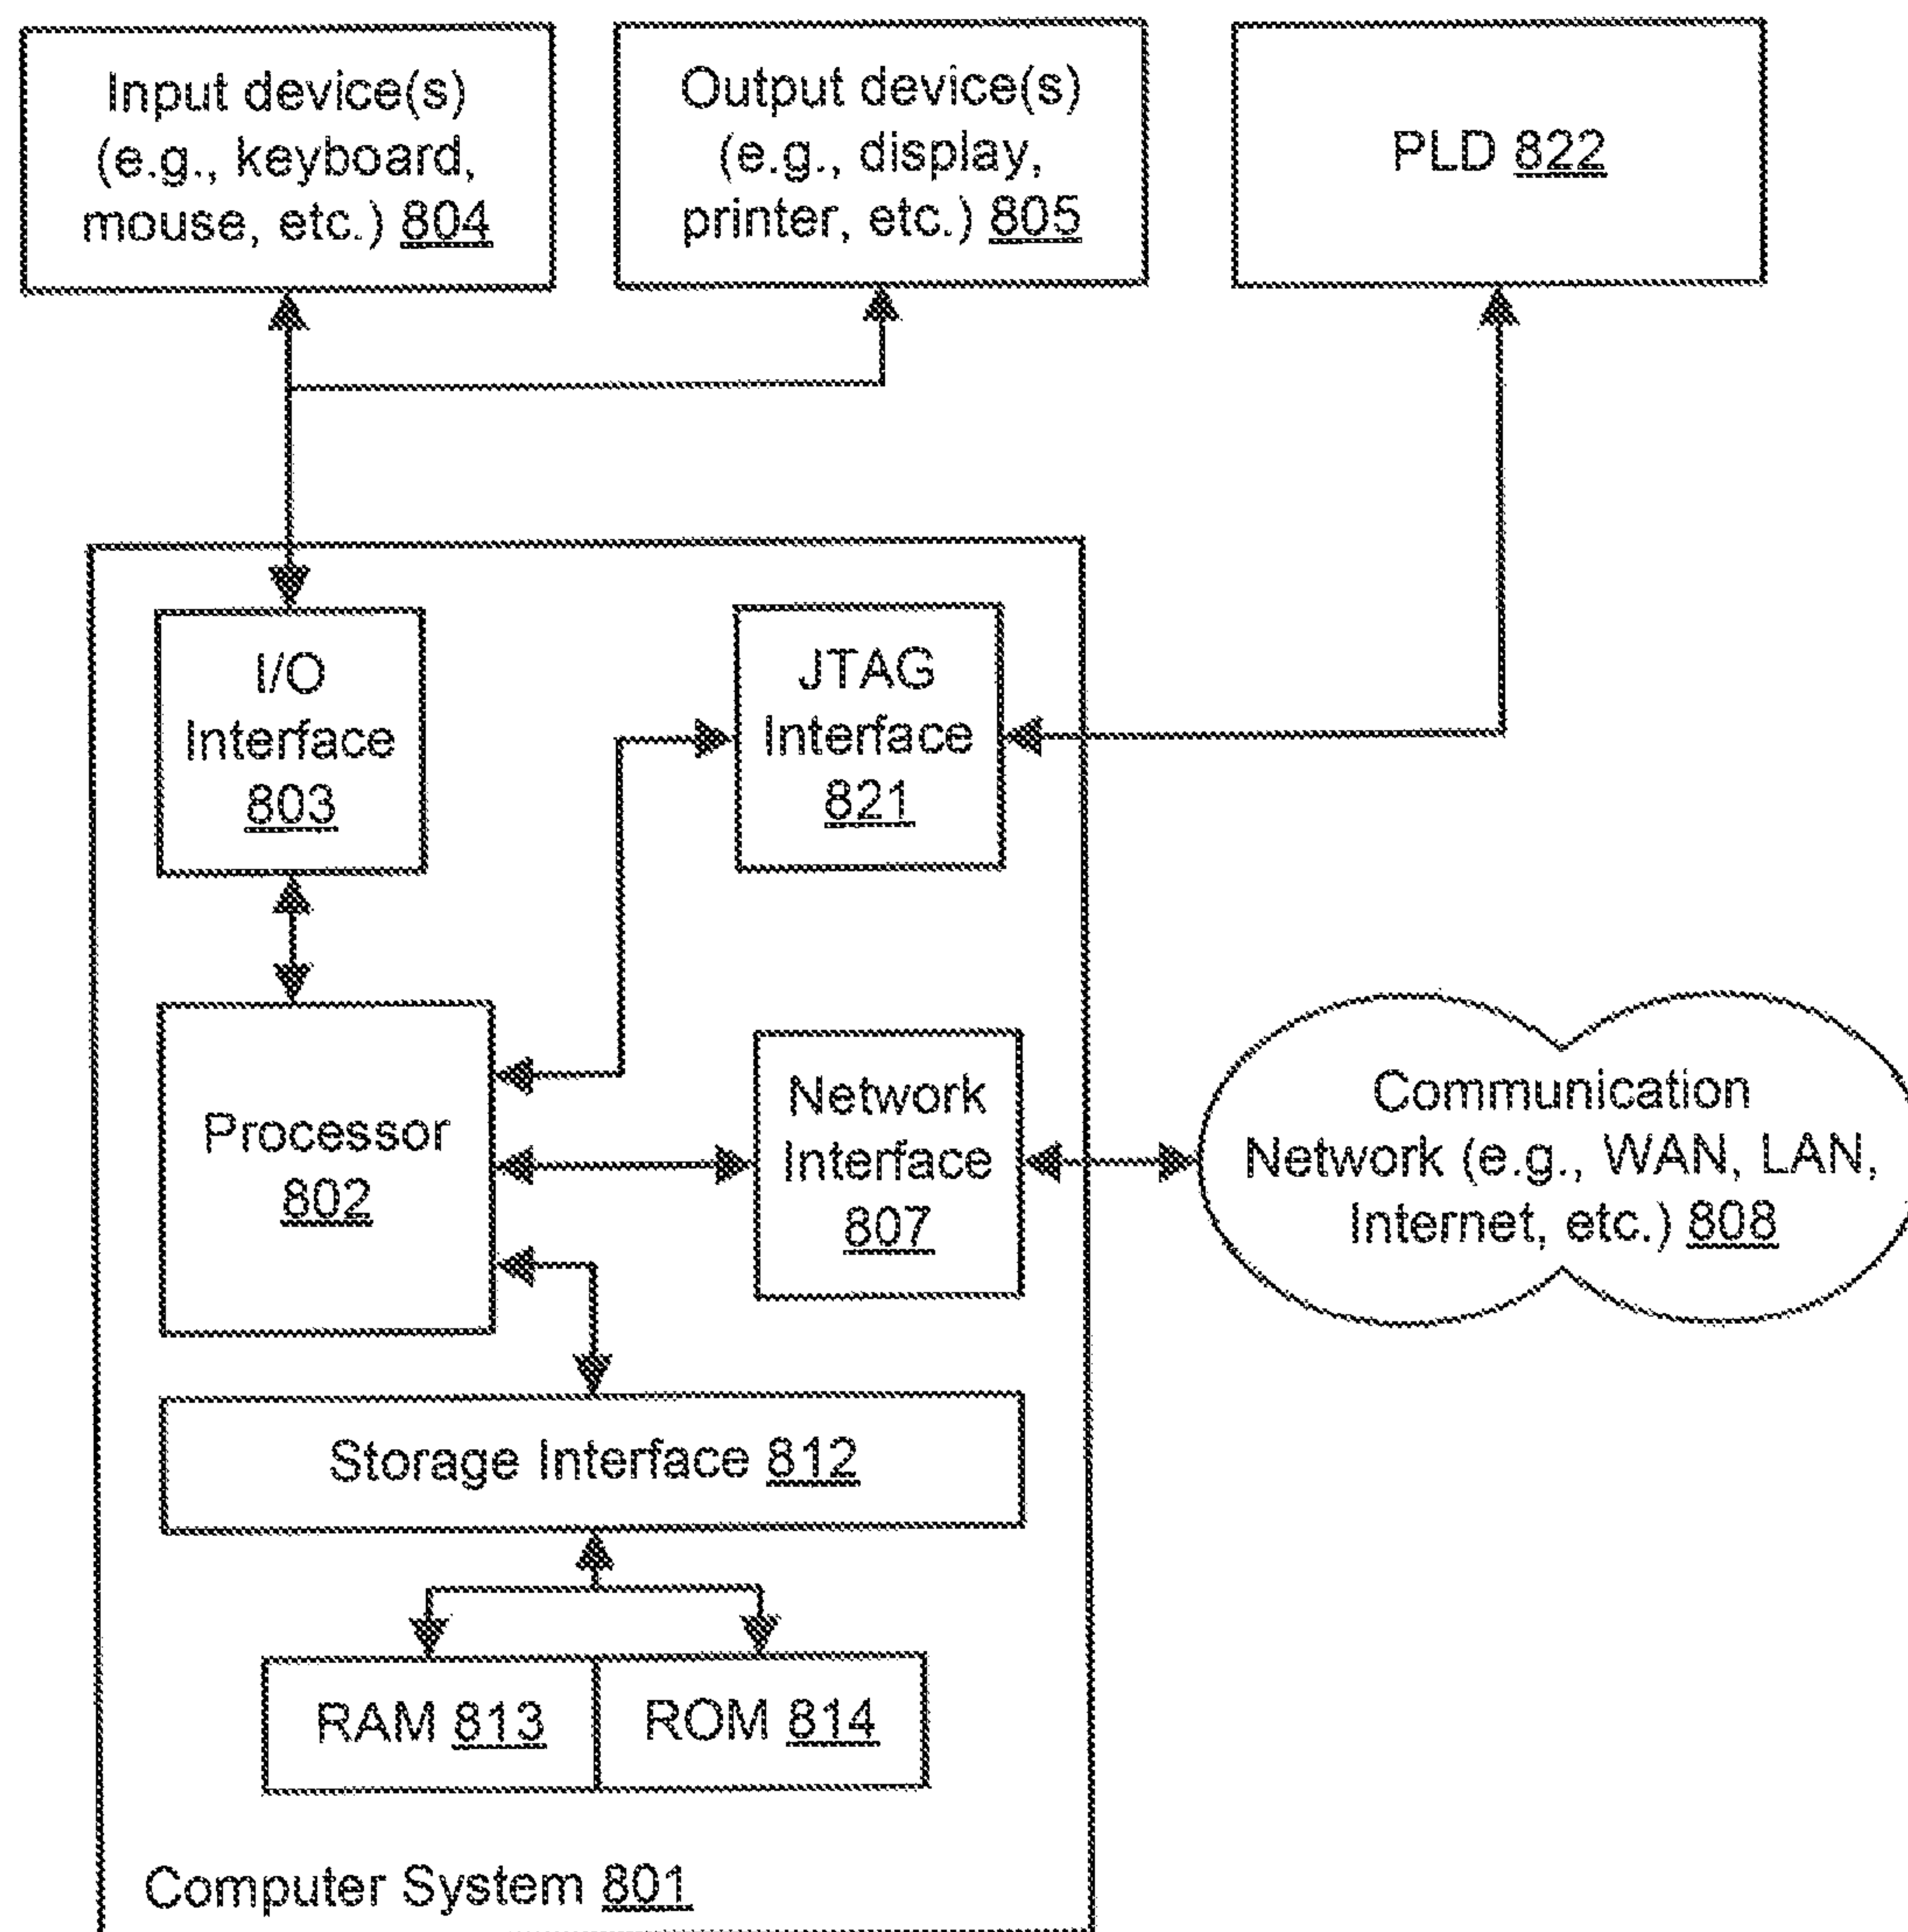 Input device(s)
(e.g., keyboard,
mouse, etc.) 804
Output device(s)
(e.g., display,
printer, etc.) 805
PLD 822
I/O
Interface
803
JTAG
Interface
821
Processor
802
Network
Interface
807
Communication
Network (e.g., WAN, LAN,
Internet, etc.) 808
Storage Interface 812
RAM 813
ROM 814
Computer System 801